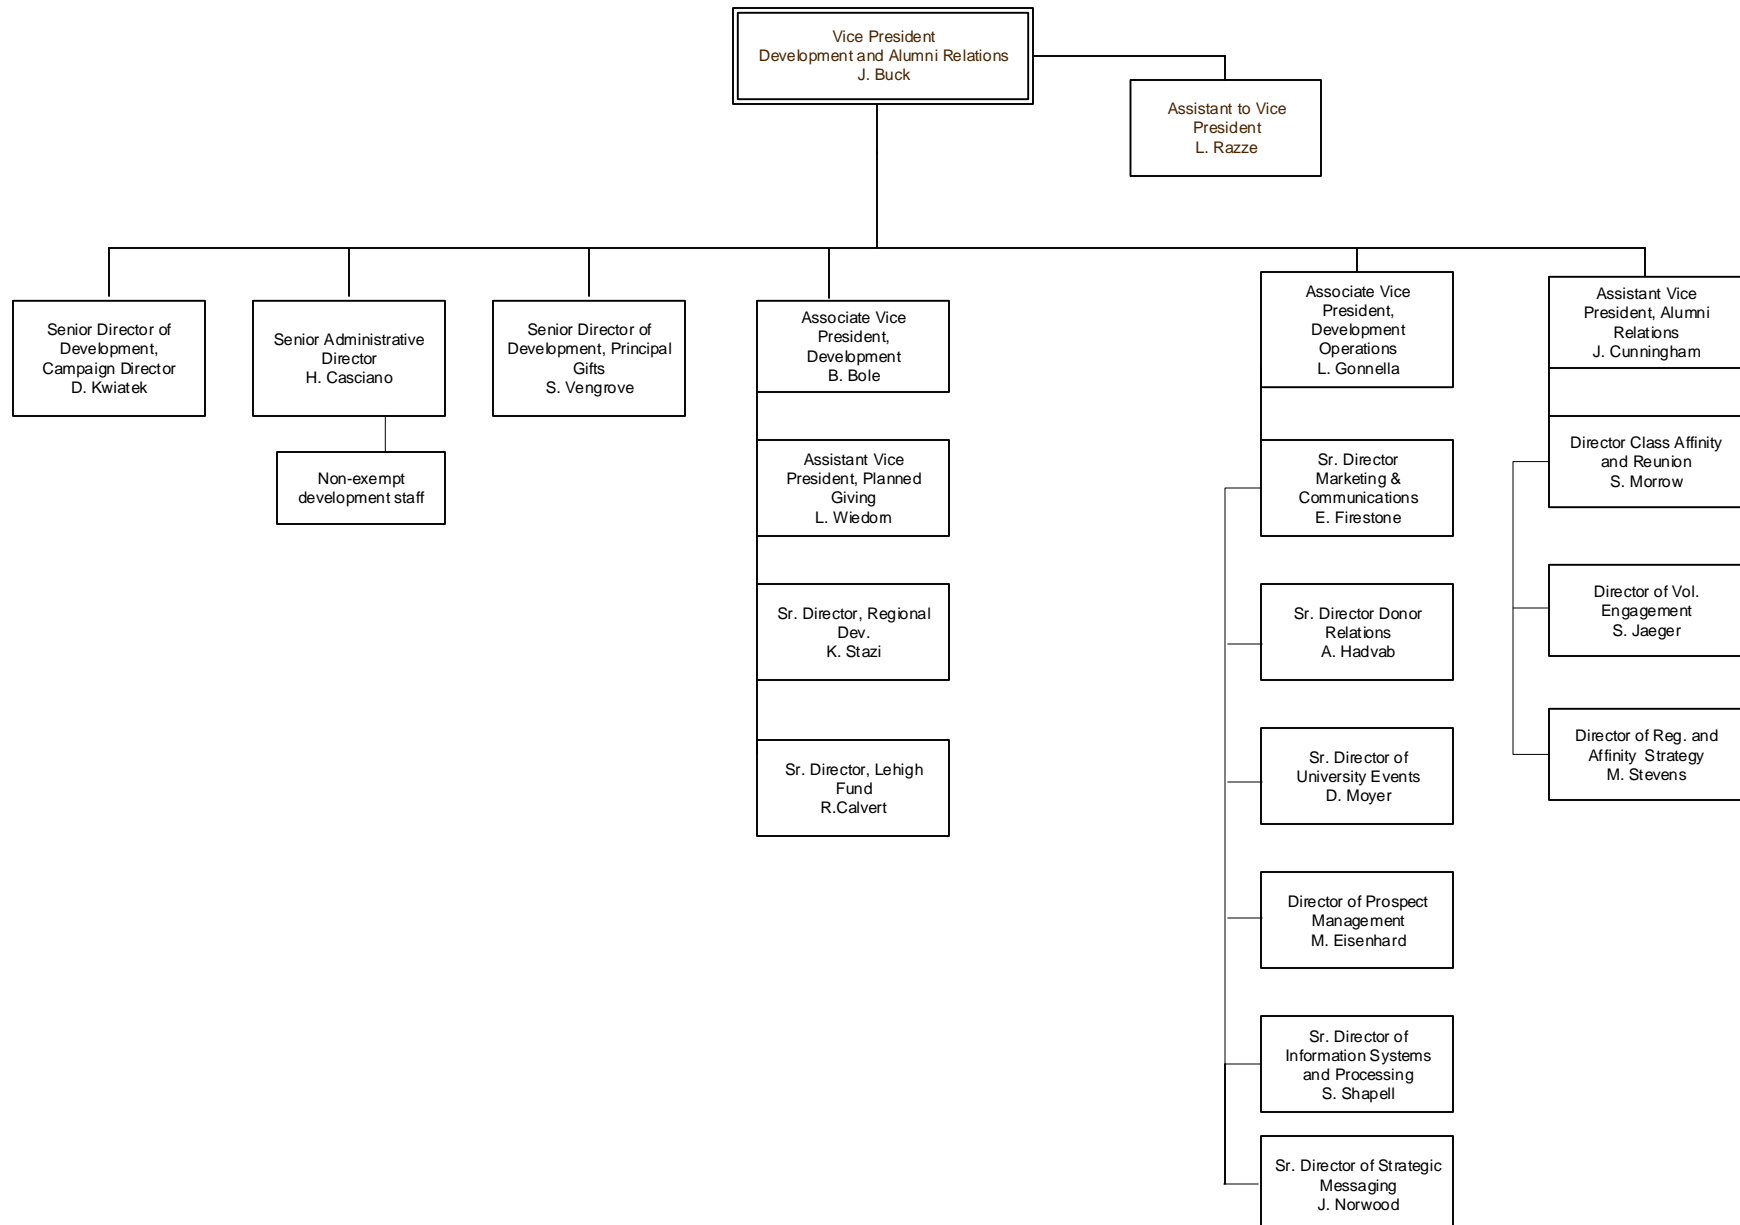 Vice President
Development and Alumni Relations
J. Buck
Assistant to Vice
President
L. Razze
Senior Director of
Development,
Campaign Director
D. Kwiatek
Senior Administrative
Director
H. Casciano
Non-exempt
development staff
Senior Director of
Development, Principal
Gifts
S. Vengrove
Associate Vice
President,
Development
B. Bole
Assistant Vice
President, Planned
Giving
L. Wiedorn
Sr. Director, Regional
Dev.
K. Stazi
Sr. Director, Lehigh
Fund
R.Calvert
Associate Vice
President,
Development
Operations
L. Gonnella
Sr. Director
Marketing &
Communications
E. Firestone
Sr. Director Donor
Relations
A. Hadvab
Sr. Director of
University Events
D. Moyer
Director of Prospect
Management
M. Eisenhard
Sr. Director of
Information Systems
and Processing
S. Shapell
Sr. Director of Strategic
Messaging
J. Norwood
Assistant Vice
President, Alumni
Relations
J. Cunningham
Director Class Affinity
and Reunion
S. Morrow
Director of Vol.
Engagement
S. Jaeger
Director of Reg. and
Affinity Strategy
M. Stevens